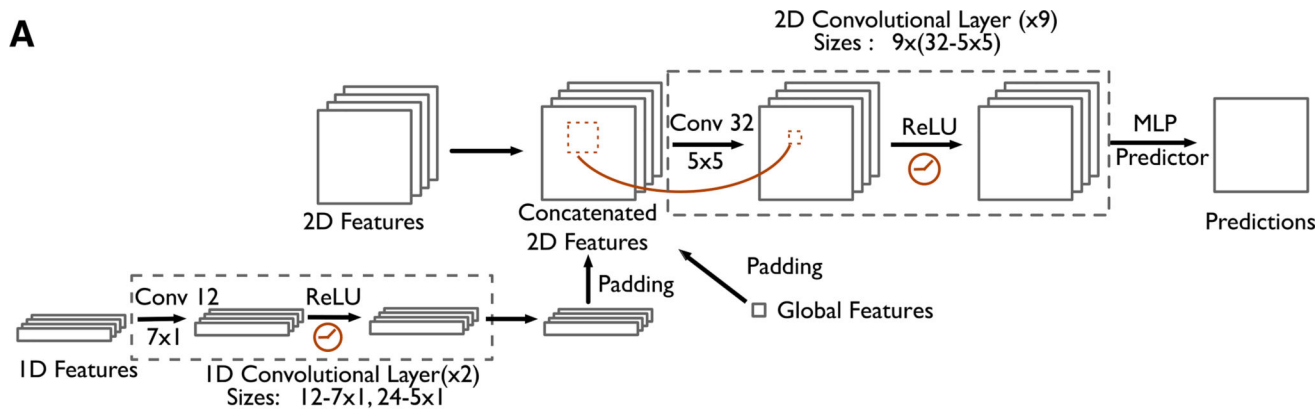 A
2D Convolutional Layer (x9)
Sizes : 9x(32-5x5)
Conv 32
5x5
ReLU
MLP
Predictor
2D Features
Concatenated
2D Features
Predictions
Padding
Padding
Global Features
Conv 12
7x1
ReLU
1D Features
1D Convolutional Layer(x2)
Sizes: 12-7x1, 24-5x1